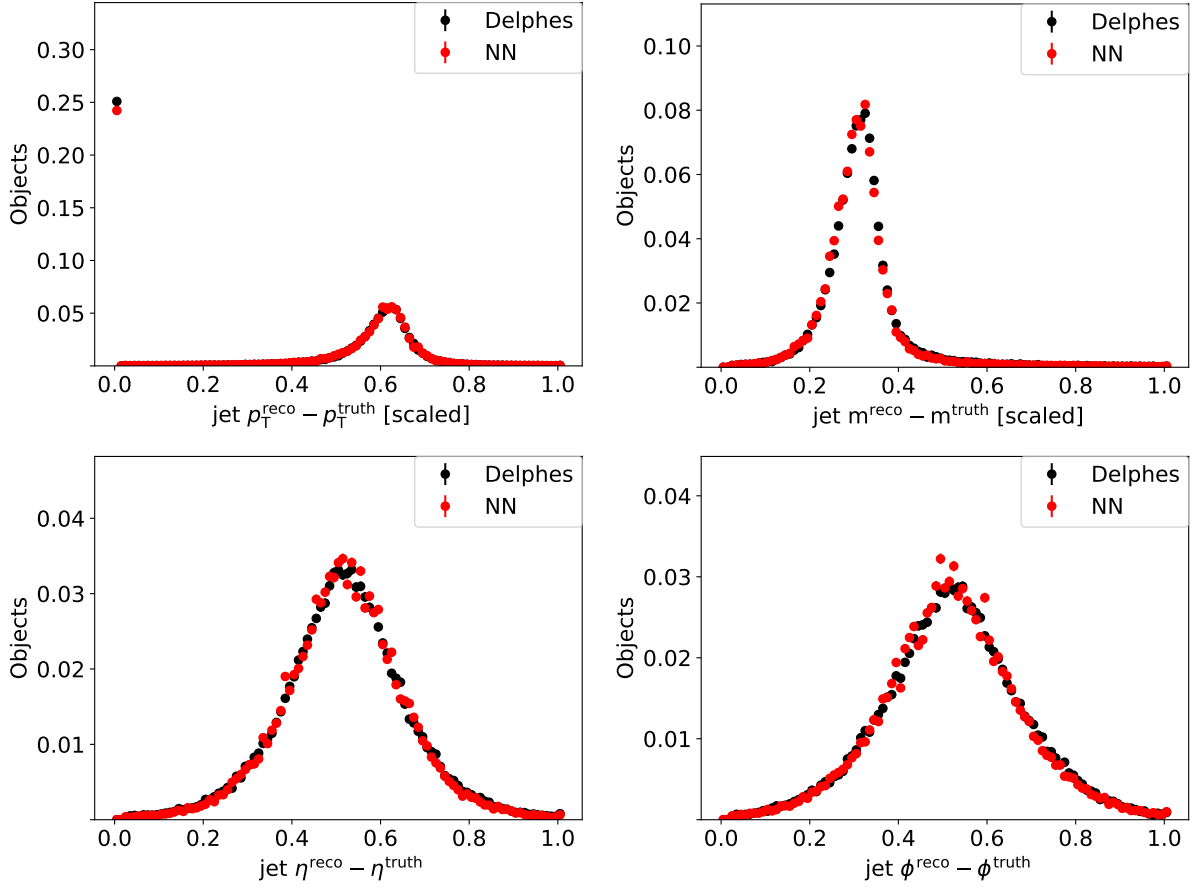 Delphes
NN
0.30
0.25
0.20
0.15
0.10
0.05
Objects
0.0 0.2 0.4 0.6 0.8 1.0
jet p_T^reco − p_T^truth [scaled]
Delphes
NN
0.10
0.08
0.06
0.04
0.02
Objects
0.0 0.2 0.4 0.6 0.8 1.0
jet m^reco − m^truth [scaled]
Delphes
NN
0.04
0.03
0.02
0.01
Objects
0.0 0.2 0.4 0.6 0.8 1.0
jet η^reco − η^truth
Delphes
NN
0.04
0.03
0.02
0.01
Objects
0.0 0.2 0.4 0.6 0.8 1.0
jet ϕ^reco − ϕ^truth